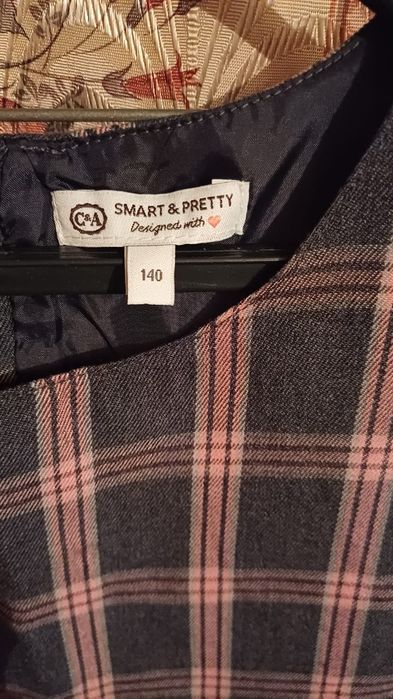 C&A
SMART & PRETTY
Designed with
140